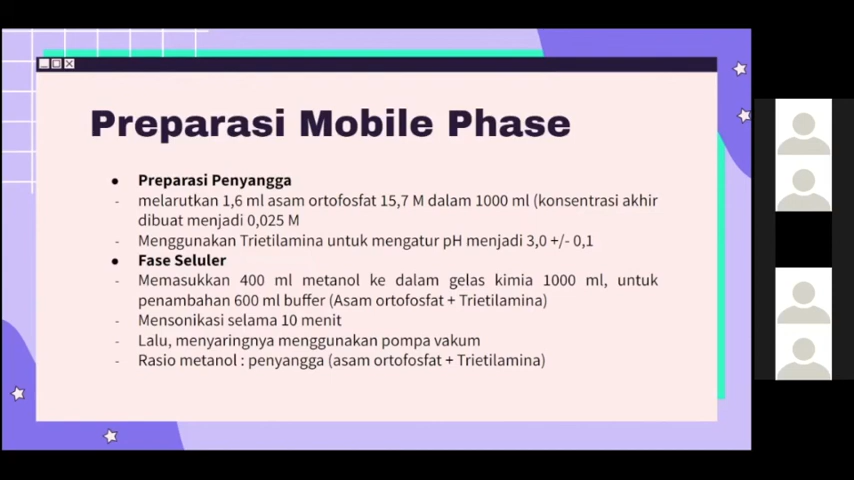 Preparasi Mobile Phase
● Preparasi Penyangga
- melarutkan 1,6 ml asam ortofosfat 15,7 M dalam 1000 ml (konsentrasi akhir
dibuat menjadi 0,025 M
- Menggunakan Trietilamina untuk mengatur pH menjadi 3,0 +/- 0,1
● Fase Seluler
- Memasukkan 400 ml metanol ke dalam gelas kimia 1000 ml, untuk
penambahan 600 ml buffer (Asam ortofosfat + Trietilamina)
- Mensonikasi selama 10 menit
- Lalu, menyaringnya menggunakan pompa vakum
- Rasio metanol : penyangga (asam ortofosfat + Trietilamina)